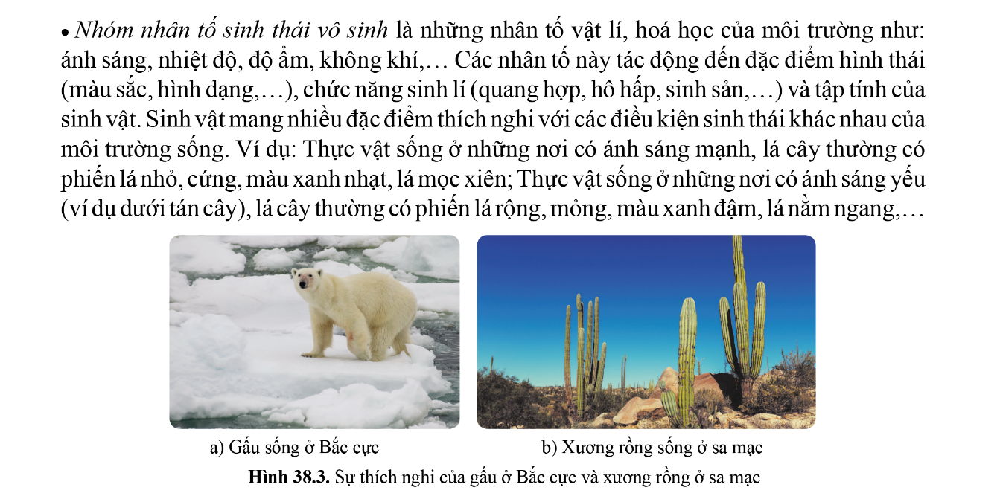 • Nhóm nhân tố sinh thái vô sinh là những nhân tố vật lí, hoá học của môi trường như:
ánh sáng, nhiệt độ, độ ẩm, không khí,… Các nhân tố này tác động đến đặc điểm hình thái
(màu sắc, hình dạng,…), chức năng sinh lí (quang hợp, hô hấp, sinh sản,…) và tập tính của
sinh vật. Sinh vật mang nhiều đặc điểm thích nghi với các điều kiện sinh thái khác nhau của
môi trường sống. Ví dụ: Thực vật sống ở những nơi có ánh sáng mạnh, lá cây thường có
phiến lá nhỏ, cứng, màu xanh nhạt, lá mọc xiên; Thực vật sống ở những nơi có ánh sáng yếu
(ví dụ dưới tán cây), lá cây thường có phiến lá rộng, mỏng, màu xanh đậm, lá nằm ngang,…
a) Gấu sống ở Bắc cực
b) Xương rồng sống ở sa mạc
Hình 38.3. Sự thích nghi của gấu ở Bắc cực và xương rồng ở sa mạc